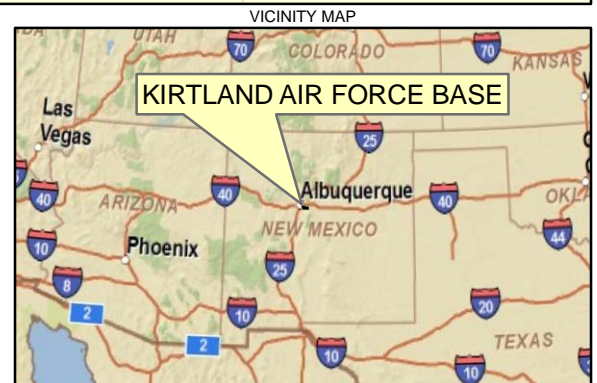 VICINITY MAP
UTAH
70
COLORADO
70
KANSAS
KIRTLAND AIR FORCE BASE
Las
Vegas
25
40
ARIZONA
40
Albuquerque
40
NEW MEXICO
44
10
Phoenix
25
8
2
10
20
2
10
TEXAS
10